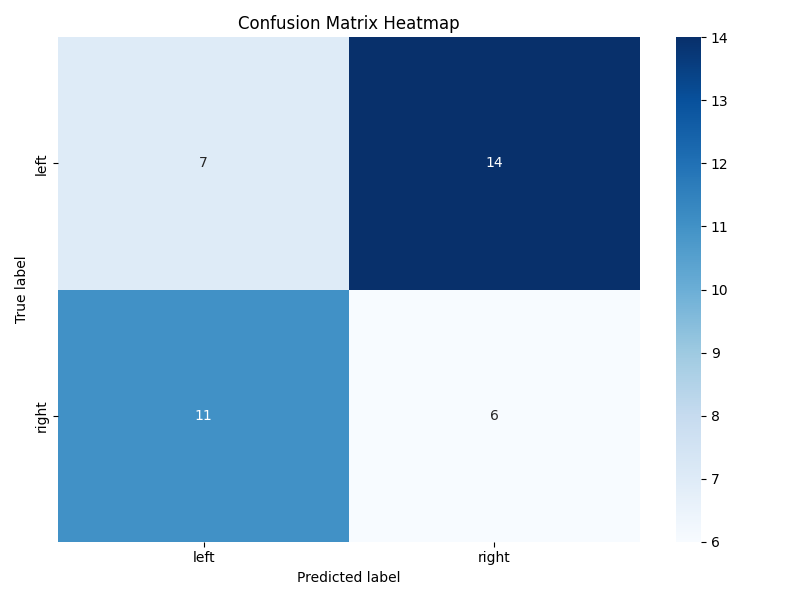 Confusion Matrix Heatmap
True label
left
7
14
right
11
6
left
right
Predicted label
14
13
12
11
10
9
8
7
6